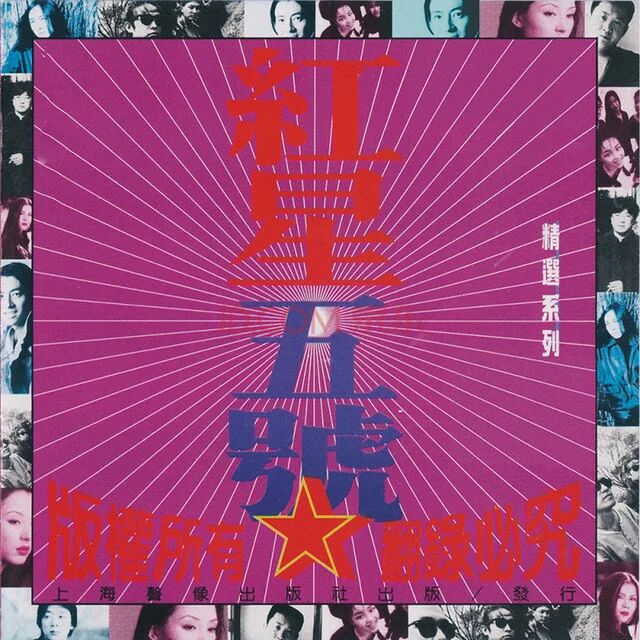 紅星
五號
精選系列
版權所有 翻錄必究
上海聲像出版社出版/發行